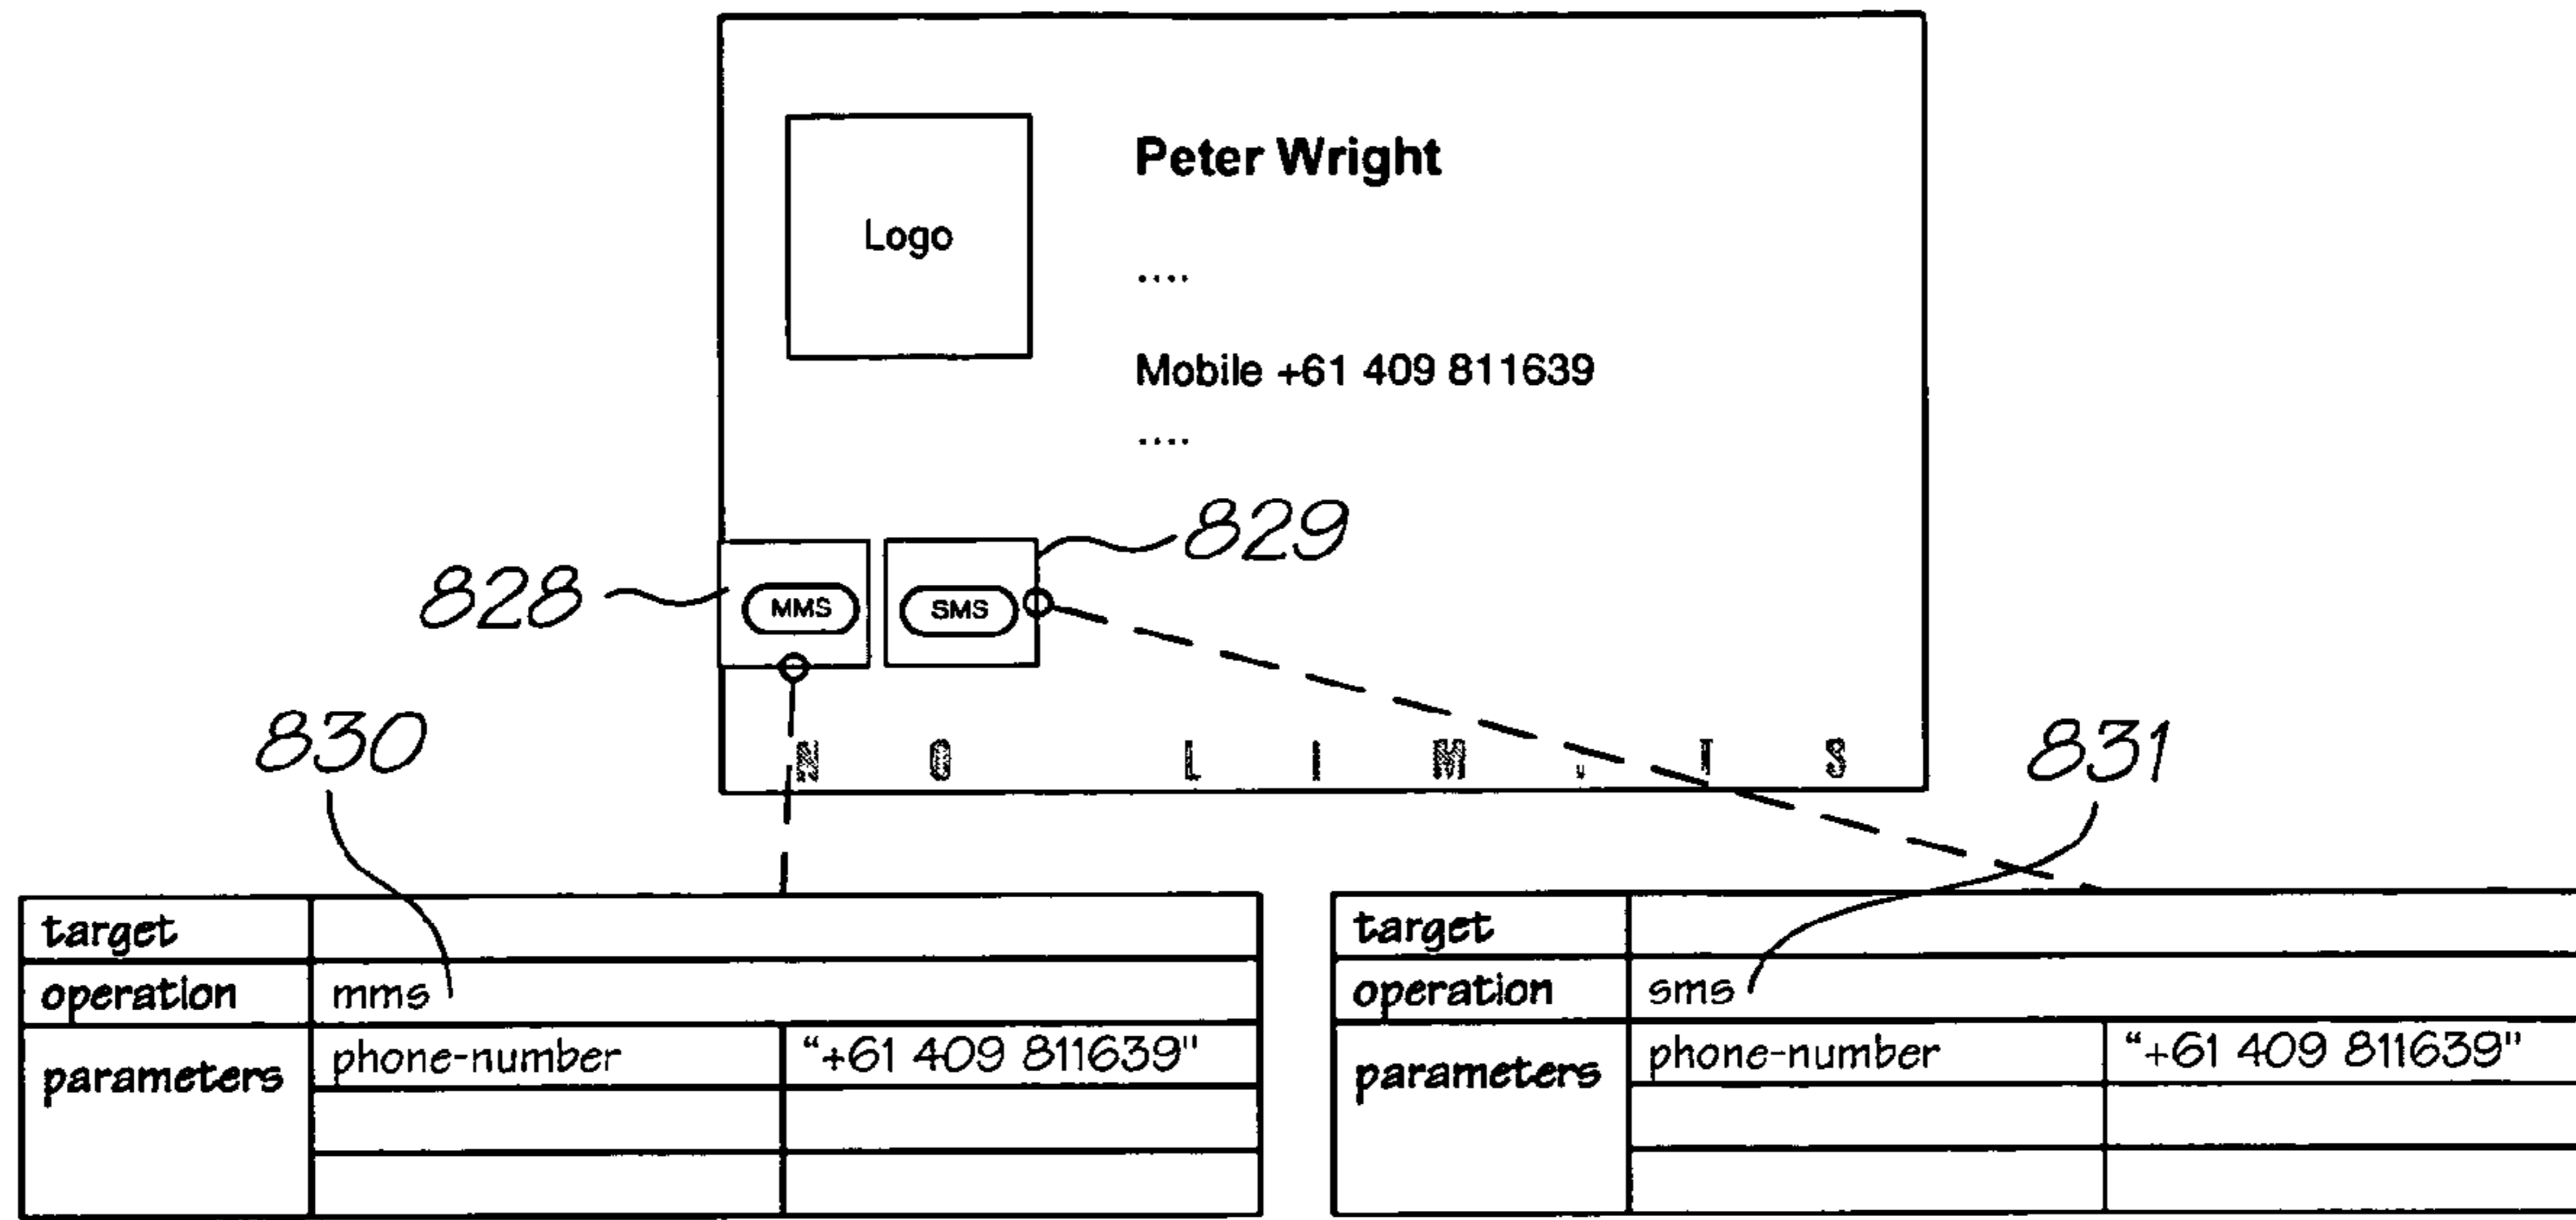 Peter Wright
Logo
....
Mobile +61 409 811639
....
829
828
MMS SMS
830
N O L I M . T S
831
target
operation mms
parameters phone-number "+61 409 811639"
target
operation sms
parameters phone-number "+61 409 811639"